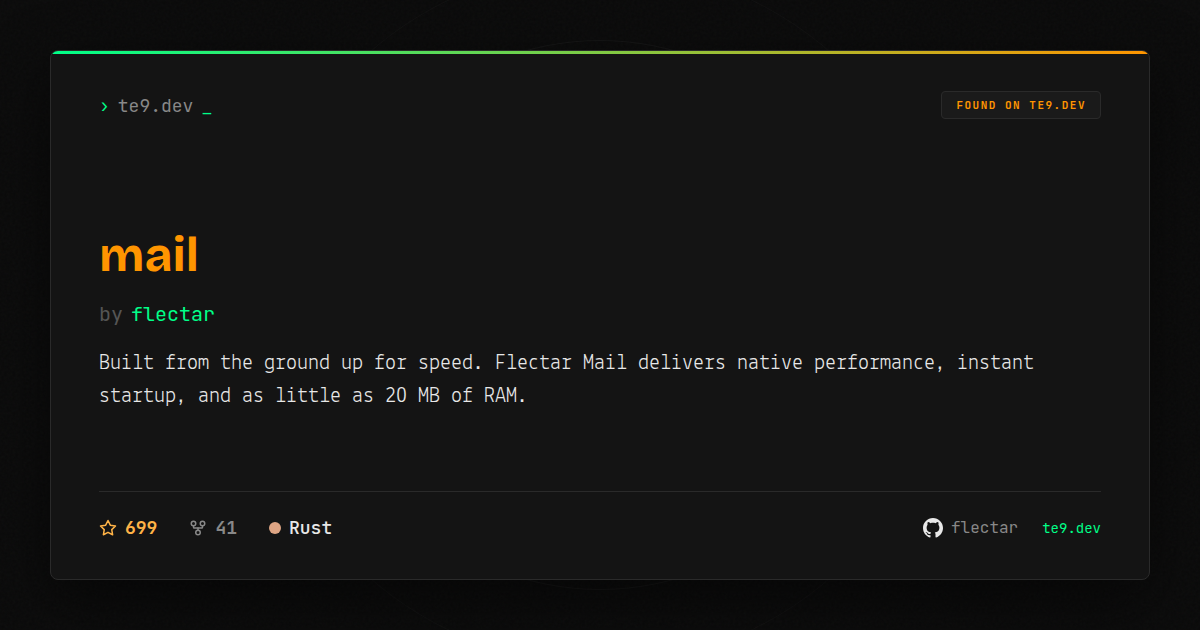 › te9.dev _
FOUND ON TE9.DEV
mail
by flectar
Built from the ground up for speed. Flectar Mail delivers native performance, instant
startup, and as little as 20 MB of RAM.
699 41 Rust
flectar te9.dev